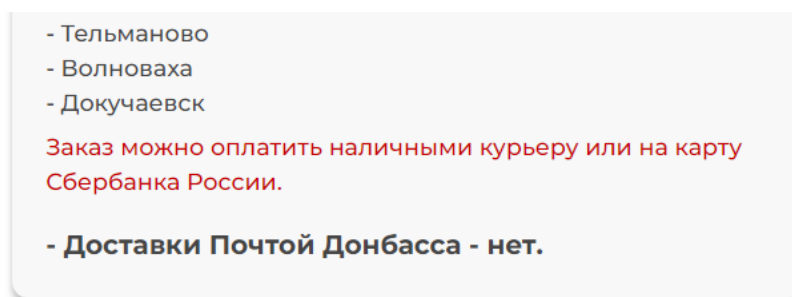 - Тельманово
- Волноваха
- Докучаевск
Заказ можно оплатить наличными курьеру или на карту
Сбербанка России.
- Доставки Почтой Донбасса - нет.